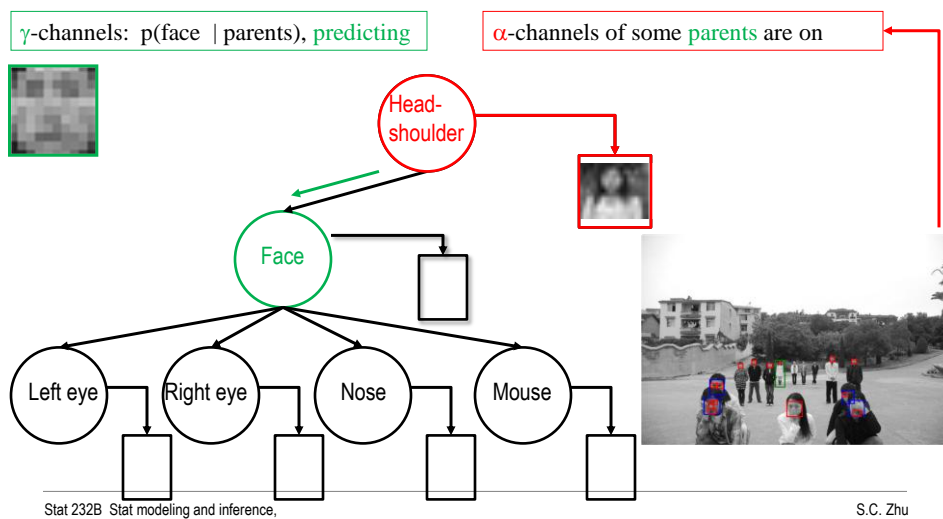 γ-channels: p(face | parents), predicting
α-channels of some parents are on
Head-
shoulder
Face
Left eye
Right eye
Nose
Mouse
Stat 232B Stat modeling and inference,
S.C. Zhu